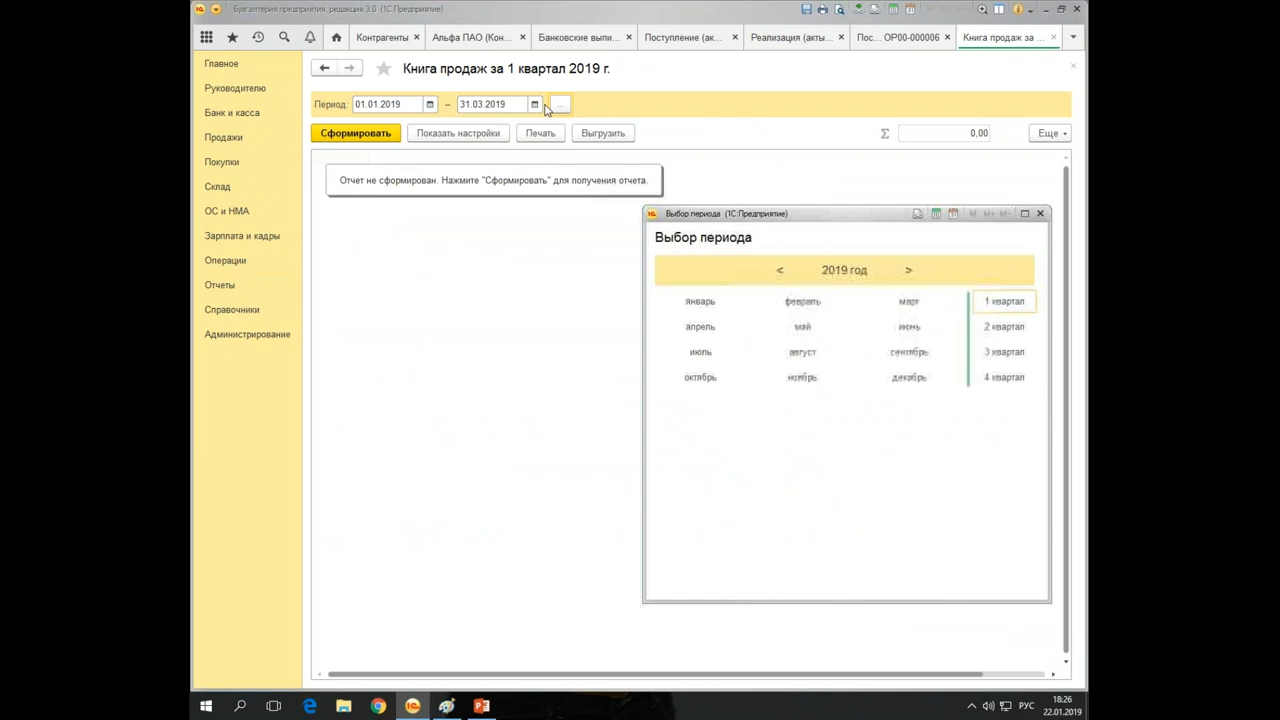 Бухгалтерия предприятия, редакция 3.0 (1С:Предприятие)
M M+ M-
Контрагенты × Альфа ПАО (Кон... × Банковские выпи... × Поступление (ак... × Реализация (акты... × Пос... ОР00-000006 × Книга продаж за ... ×
Главное
Руководителю
Банк и касса
Продажи
Покупки
Склад
ОС и НМА
Зарплата и кадры
Операции
Отчеты
Справочники
Администрирование
Книга продаж за 1 квартал 2019 г.
Период: 01.01.2019 – 31.03.2019 ...
Сформировать Показать настройки Печать Выгрузить Σ 0,00 Еще
Отчет не сформирован. Нажмите "Сформировать" для получения отчета.
Выбор периода (1С:Предприятие) M M+ M-
Выбор периода
< 2019 год >
январь февраль март 1 квартал
апрель май июнь 2 квартал
июль август сентябрь 3 квартал
октябрь ноябрь декабрь 4 квартал
РУС 18:26
22.01.2019